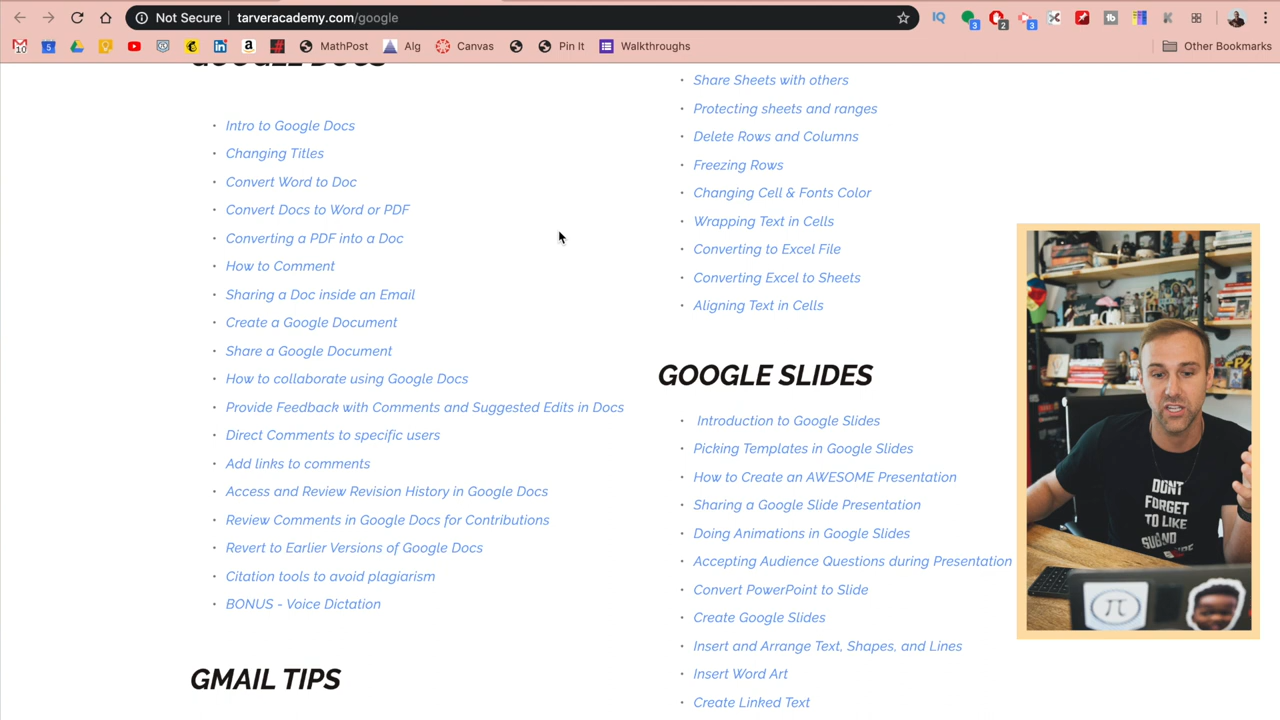 Not Secure | tarveracademy.com/google
MathPost
Alg
Canvas
Pin It
Walkthroughs
Other Bookmarks
GOOGLE DOCS
Intro to Google Docs
Changing Titles
Convert Word to Doc
Convert Docs to Word or PDF
Converting a PDF into a Doc
How to Comment
Sharing a Doc inside an Email
Create a Google Document
Share a Google Document
How to collaborate using Google Docs
Provide Feedback with Comments and Suggested Edits in Docs
Direct Comments to specific users
Add links to comments
Access and Review Revision History in Google Docs
Review Comments in Google Docs for Contributions
Revert to Earlier Versions of Google Docs
Citation tools to avoid plagiarism
BONUS - Voice Dictation
GMAIL TIPS
Share Sheets with others
Protecting sheets and ranges
Delete Rows and Columns
Freezing Rows
Changing Cell & Fonts Color
Wrapping Text in Cells
Converting to Excel File
Converting Excel to Sheets
Aligning Text in Cells
GOOGLE SLIDES
Introduction to Google Slides
Picking Templates in Google Slides
How to Create an AWESOME Presentation
Sharing a Google Slide Presentation
Doing Animations in Google Slides
Accepting Audience Questions during Presentation
Convert PowerPoint to Slide
Create Google Slides
Insert and Arrange Text, Shapes, and Lines
Insert Word Art
Create Linked Text
DONT
FORGET
TO LIKE
π